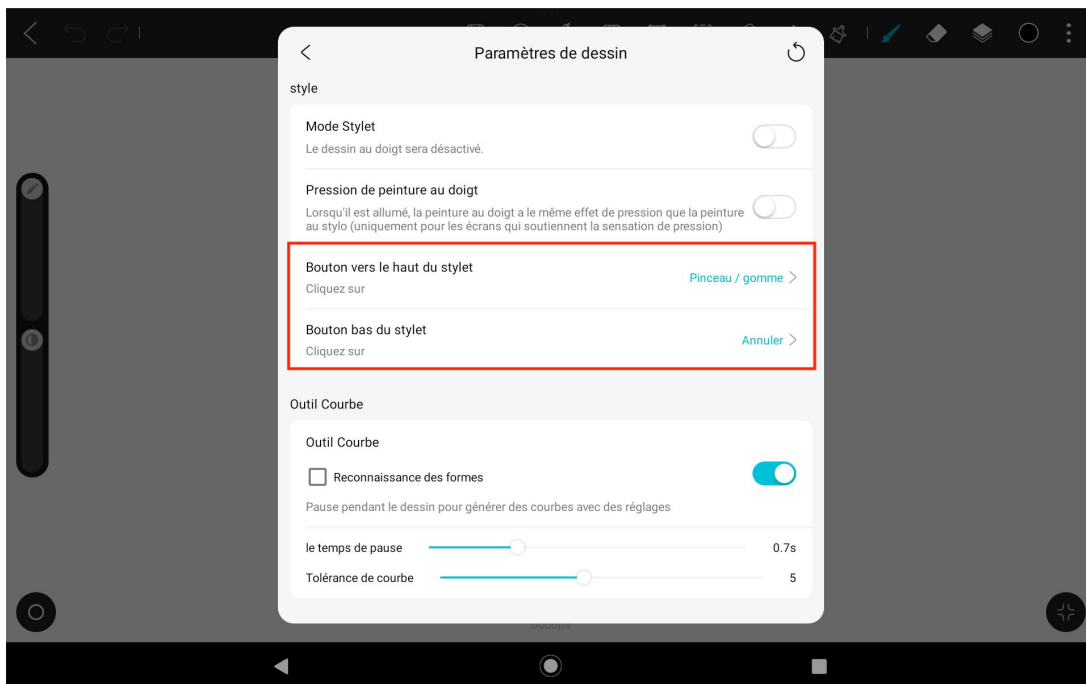 Paramètres de dessin
style
Mode Stylet
Le dessin au doigt sera désactivé.
Pression de peinture au doigt
Lorsqu'il est allumé, la peinture au doigt a le même effet de pression que la peinture
au stylo (uniquement pour les écrans qui soutiennent la sensation de pression)
Bouton vers le haut du stylet
Pinceau / gomme
Cliquez sur
Bouton bas du stylet
Annuler
Cliquez sur
Outil Courbe
Outil Courbe
Reconnaissance des formes
Pause pendant le dessin pour générer des courbes avec des réglages
le temps de pause 0.7s
Tolérance de courbe 5